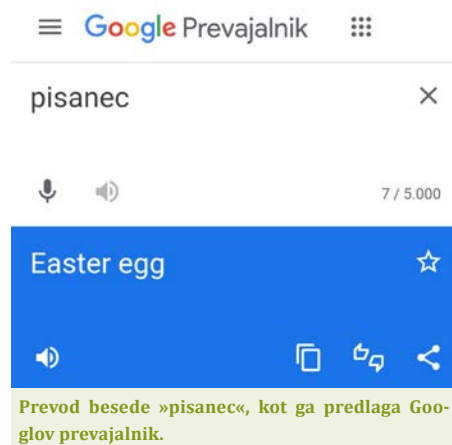 Google Prevajalnik
pisanec
7 / 5.000
Easter egg
Prevod besede »pisanec«, kot ga predlaga Goo-
glov prevajalnik.